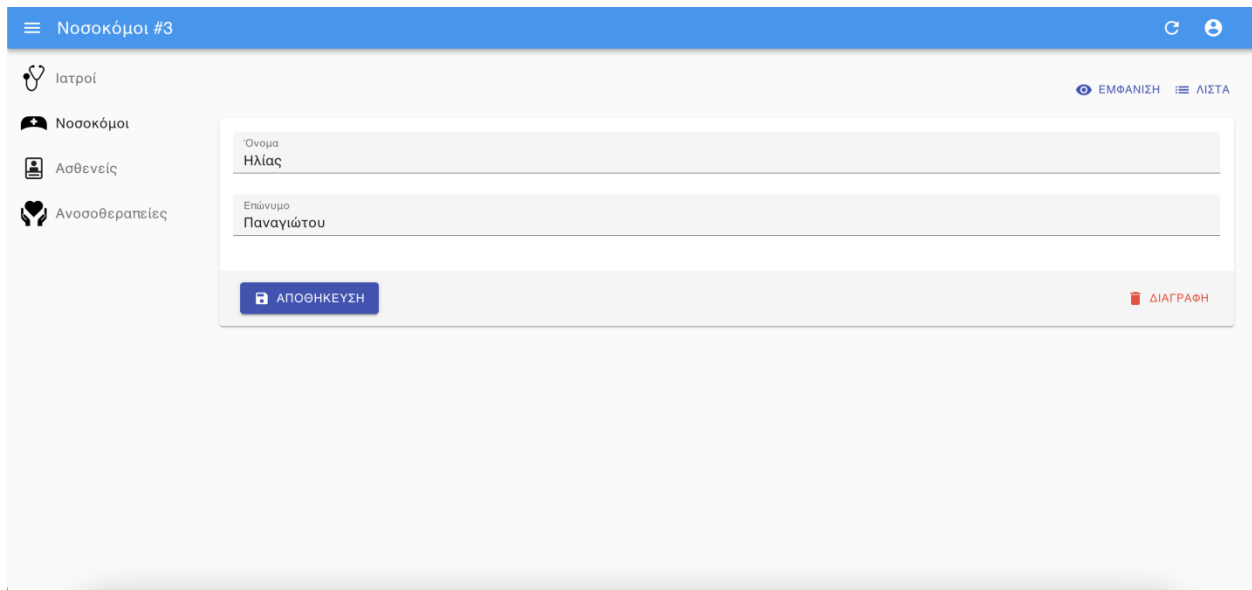 Νοσοκόμοι #3
Ιατροί
Νοσοκόμοι
Ασθενείς
Ανοσοθεραπείες
ΕΜΦΑΝΙΣΗ
ΛΙΣΤΑ
Όνομα
Ηλίας
Επώνυμο
Παναγιώτου
ΑΠΟΘΗΚΕΥΣΗ
ΔΙΑΓΡΑΦΗ